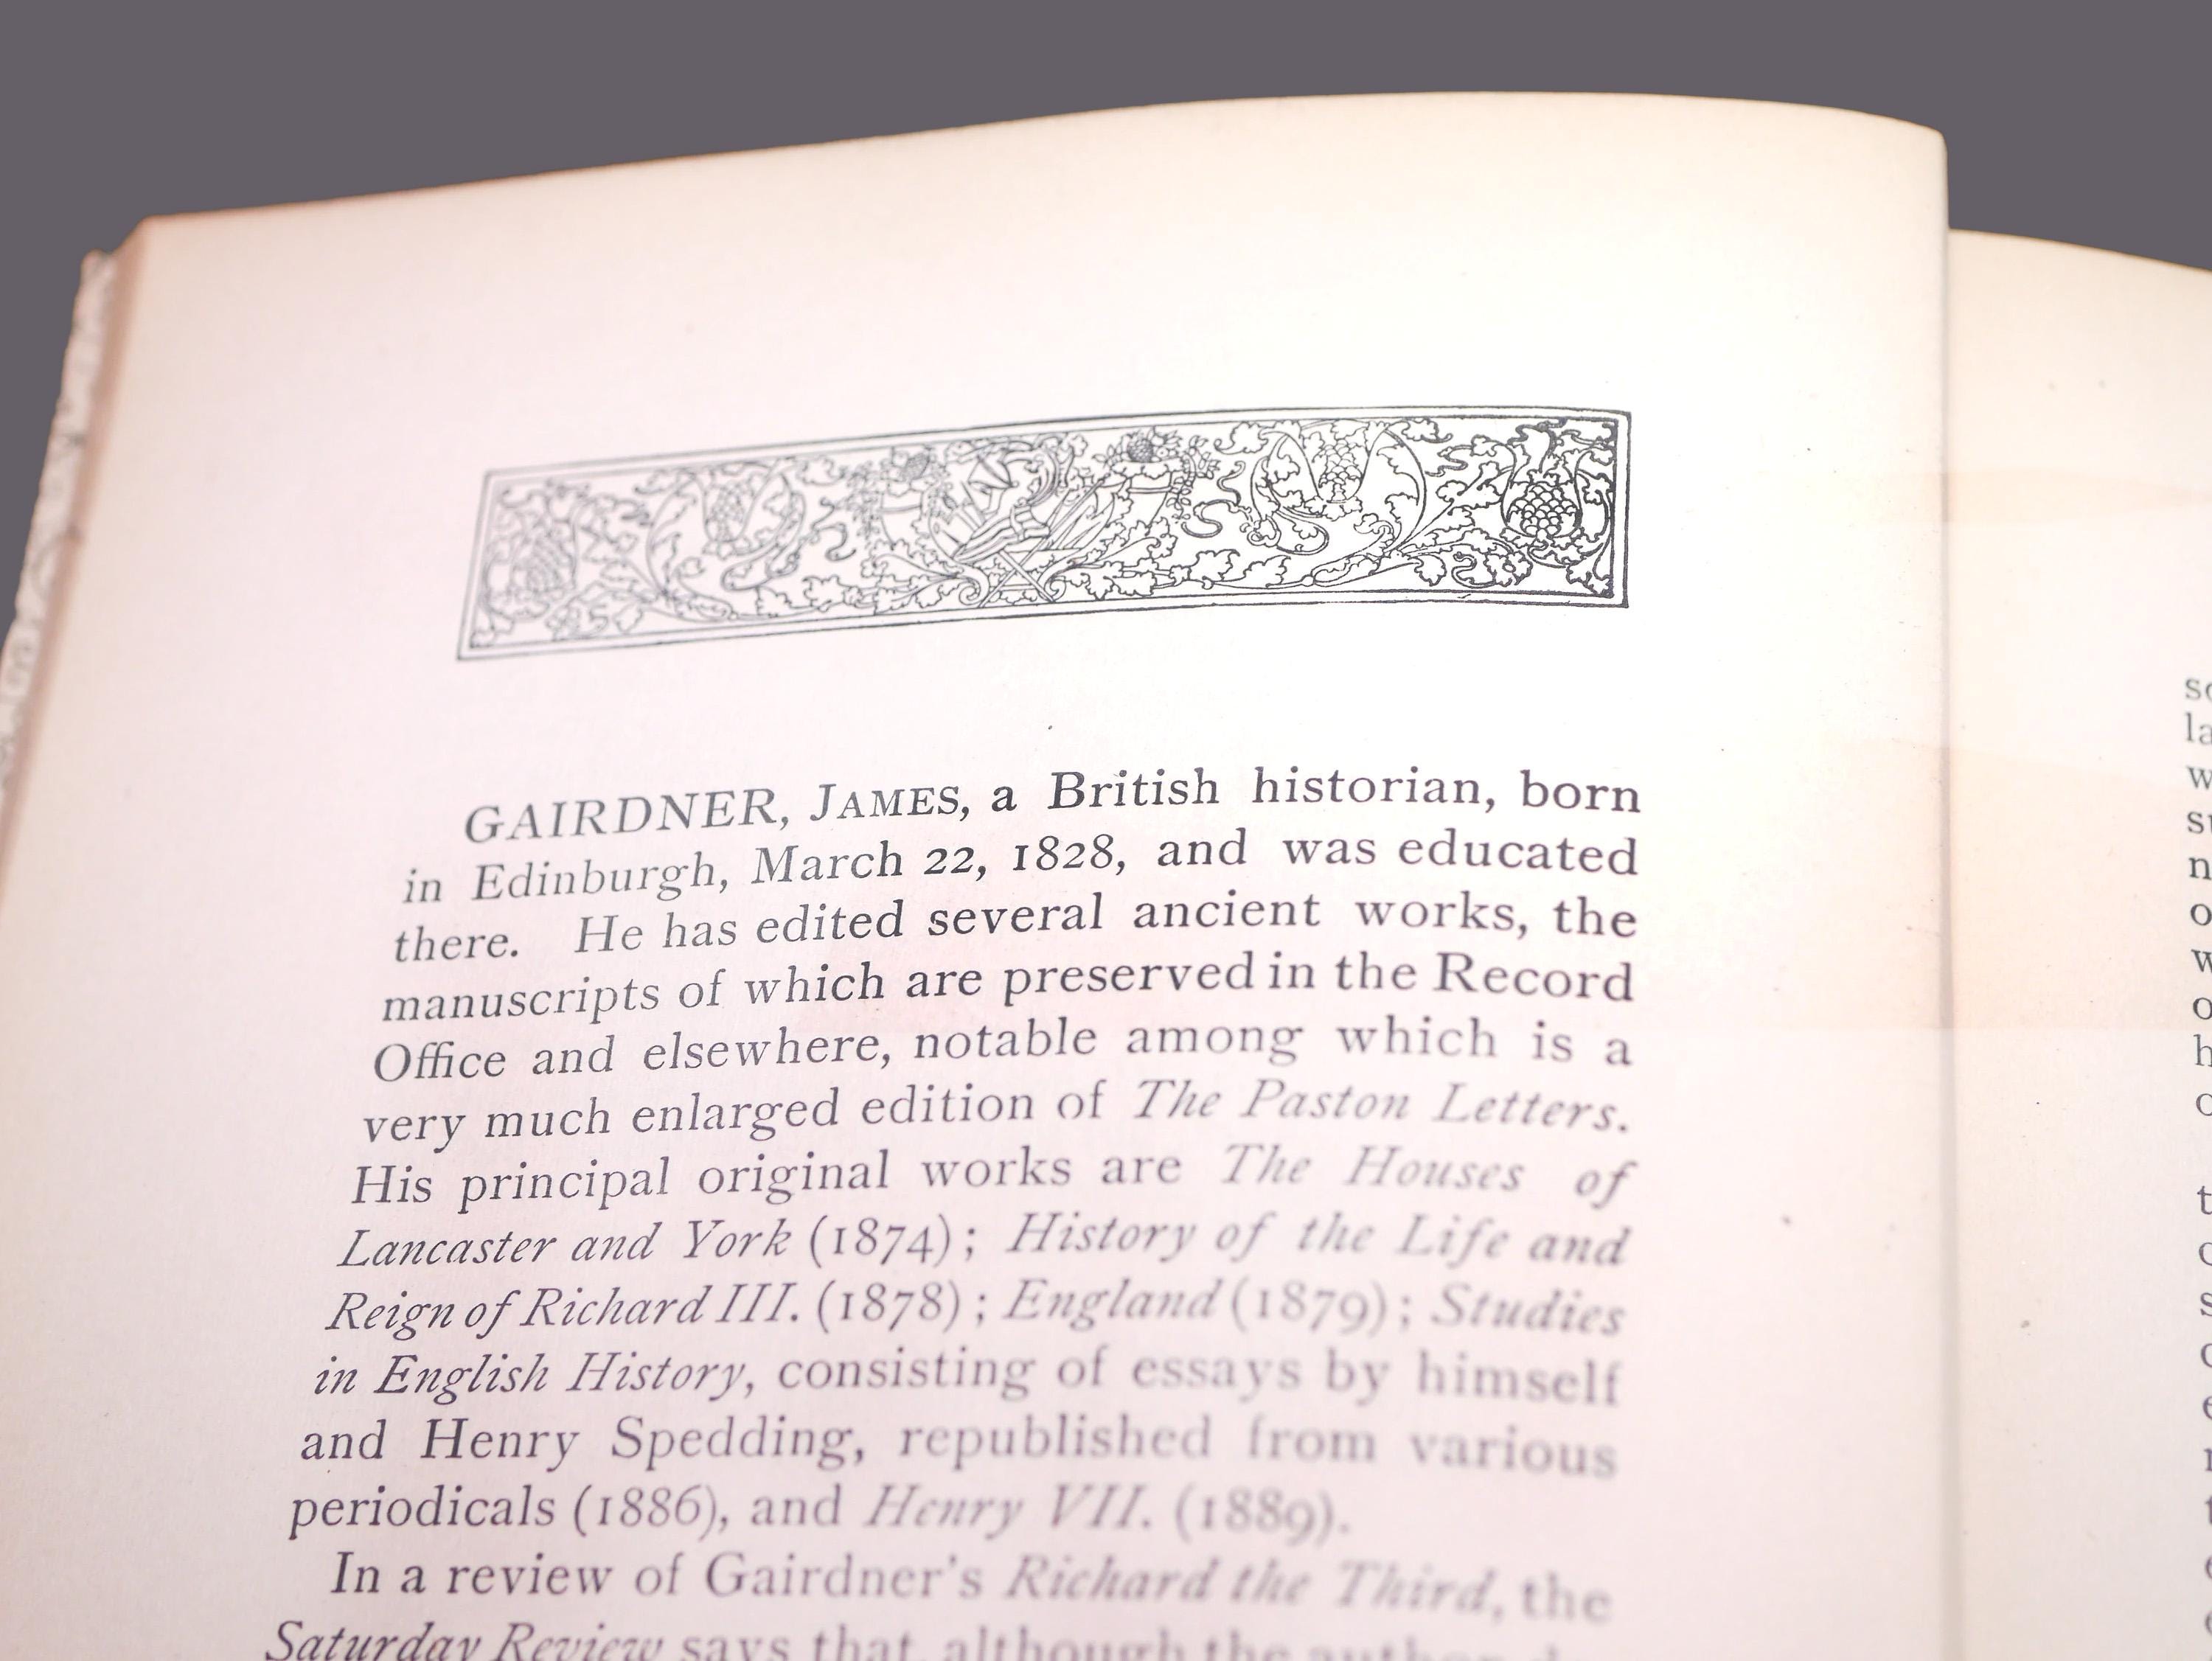 GAIRDNER, JAMES, a British historian, born
in Edinburgh, March 22, 1828, and was educated
there. He has edited several ancient works, the
manuscripts of which are preserved in the Record
Office and elsewhere, notable among which is a
very much enlarged edition of The Paston Letters.
His principal original works are The Houses of
Lancaster and York (1874); History of the Life and
Reign of Richard III. (1878); England (1879); Studies
in English History, consisting of essays by himself
and Henry Spedding, republished from various
periodicals (1886), and Henry VII. (1889).
In a review of Gairdner's Richard the Third, the
Saturday Review says that, although the author